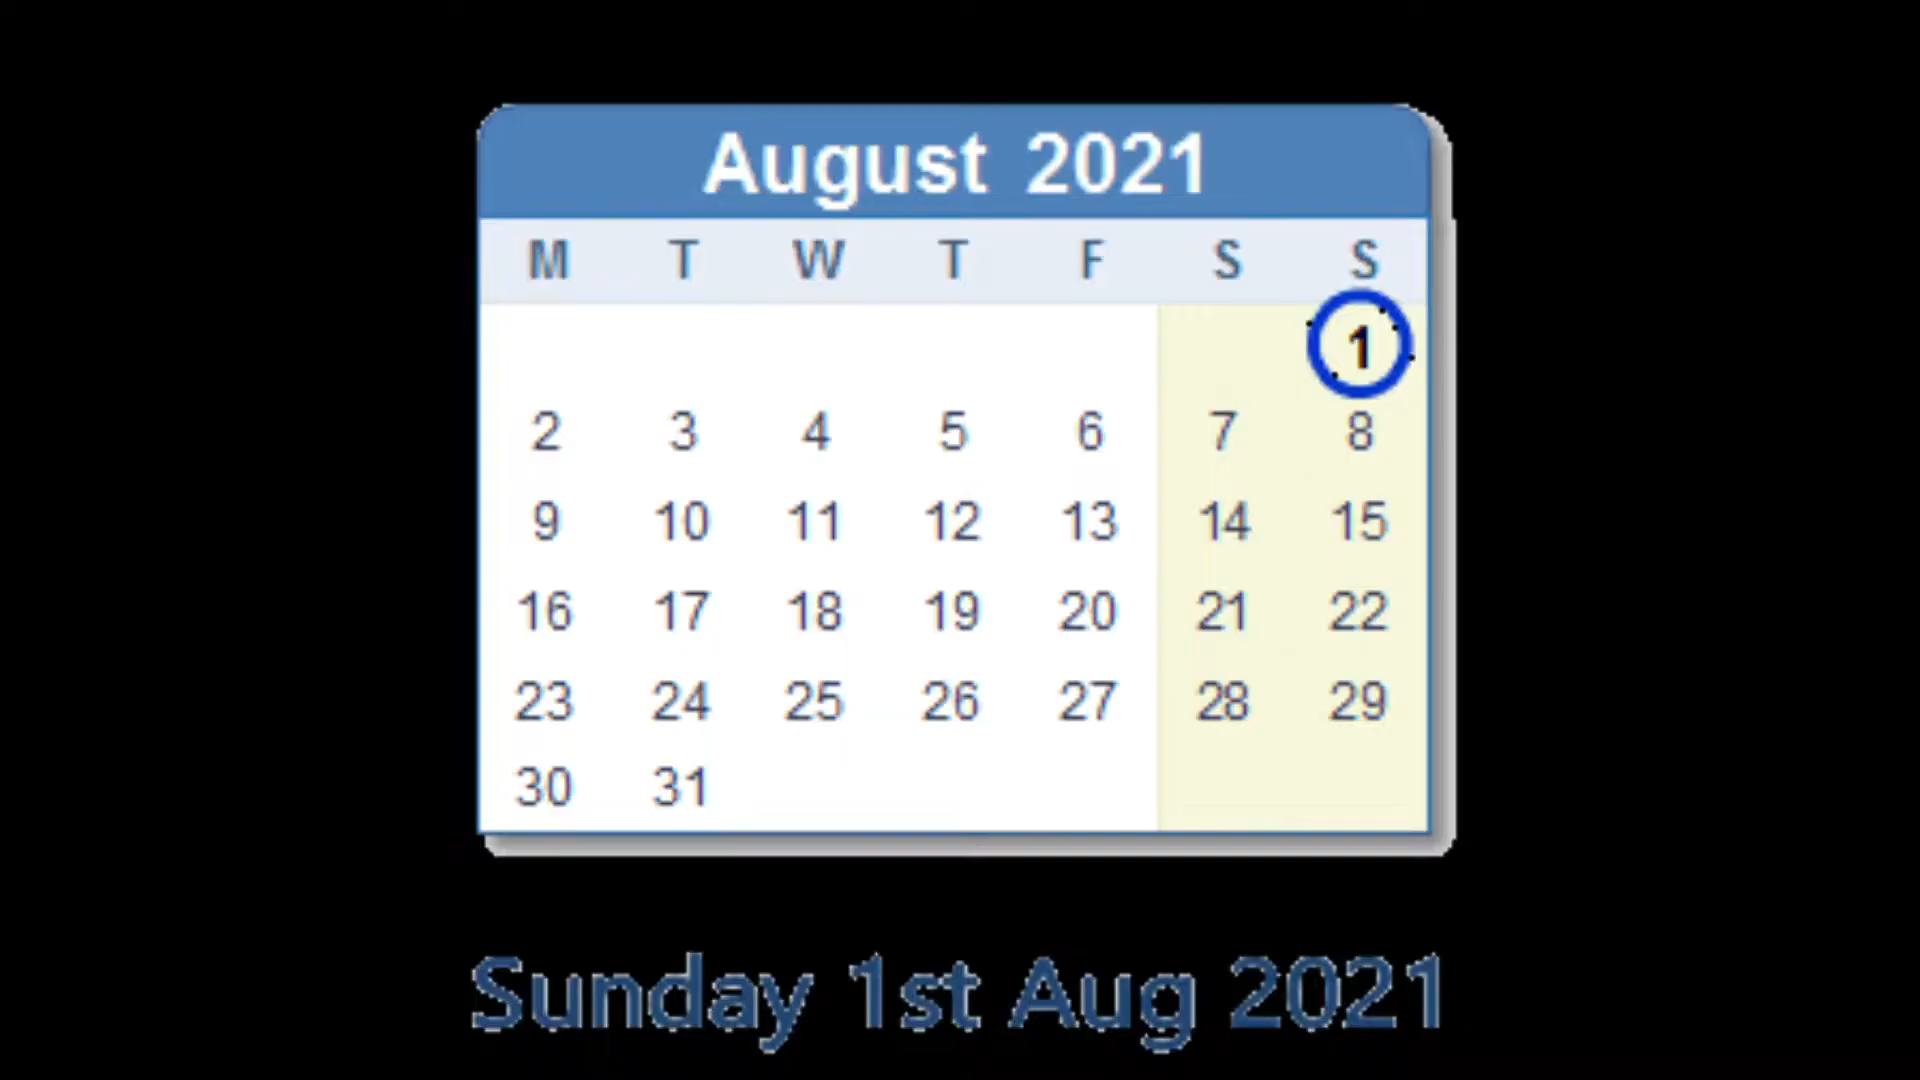 August 2021
M T W T F S S
1
2 3 4 5 6 7 8
9 10 11 12 13 14 15
16 17 18 19 20 21 22
23 24 25 26 27 28 29
30 31
Sunday 1st Aug 2021